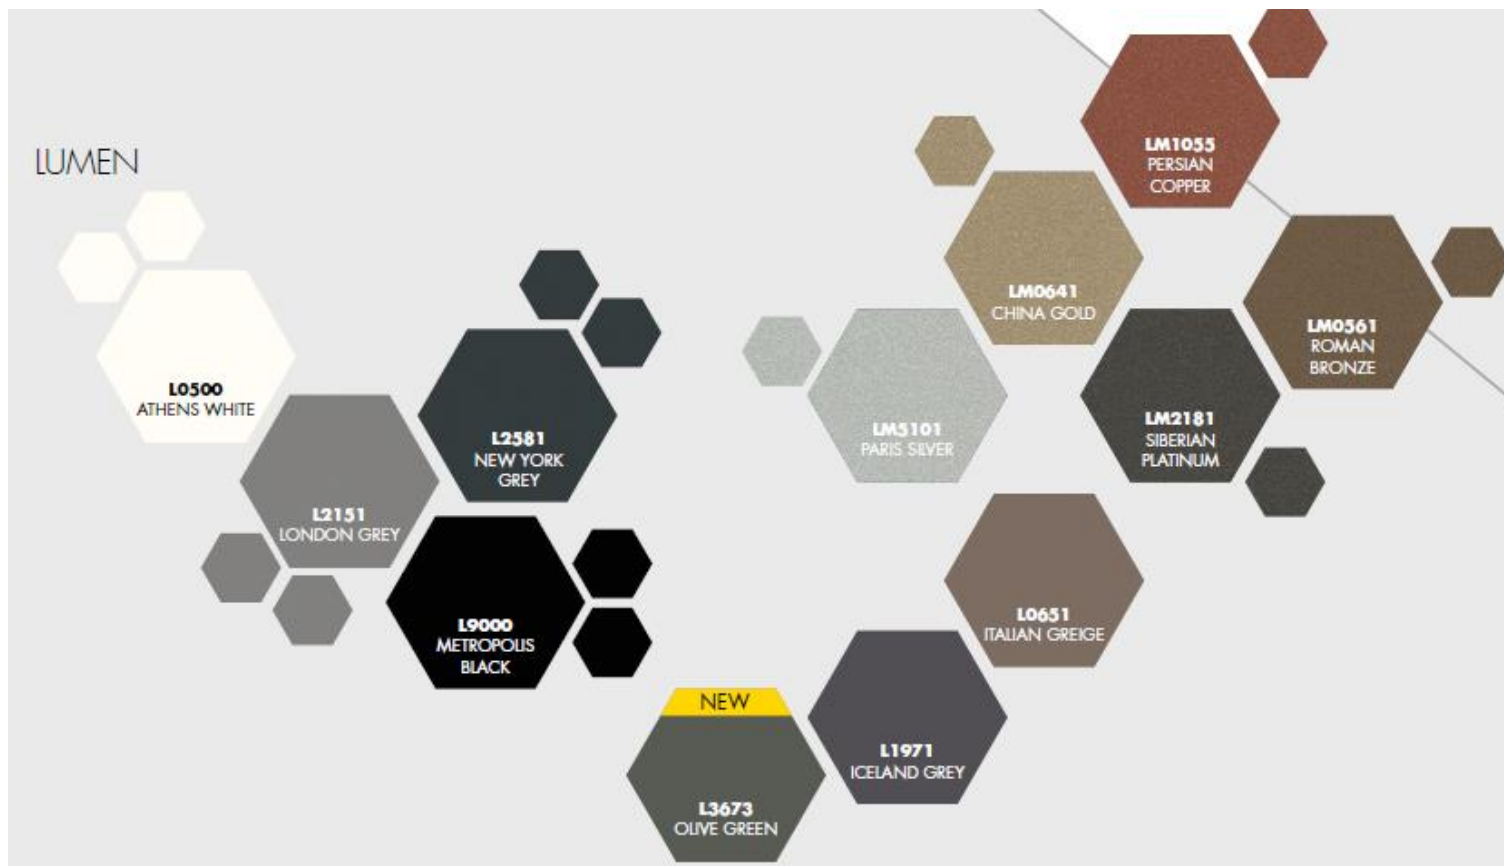 LUMEN
L0500
ATHENS WHITE
L2151
LONDON GREY
L2581
NEW YORK
GREY
L9000
METROPOLIS
BLACK
NEW
L3673
OLIVE GREEN
L1971
ICELAND GREY
L0651
ITALIAN GREIGE
LM5101
PARIS SILVER
LM0641
CHINA GOLD
LM1055
PERSIAN
COPPER
LM2181
SIBERIAN
PLATINUM
LM0561
ROMAN
BRONZE